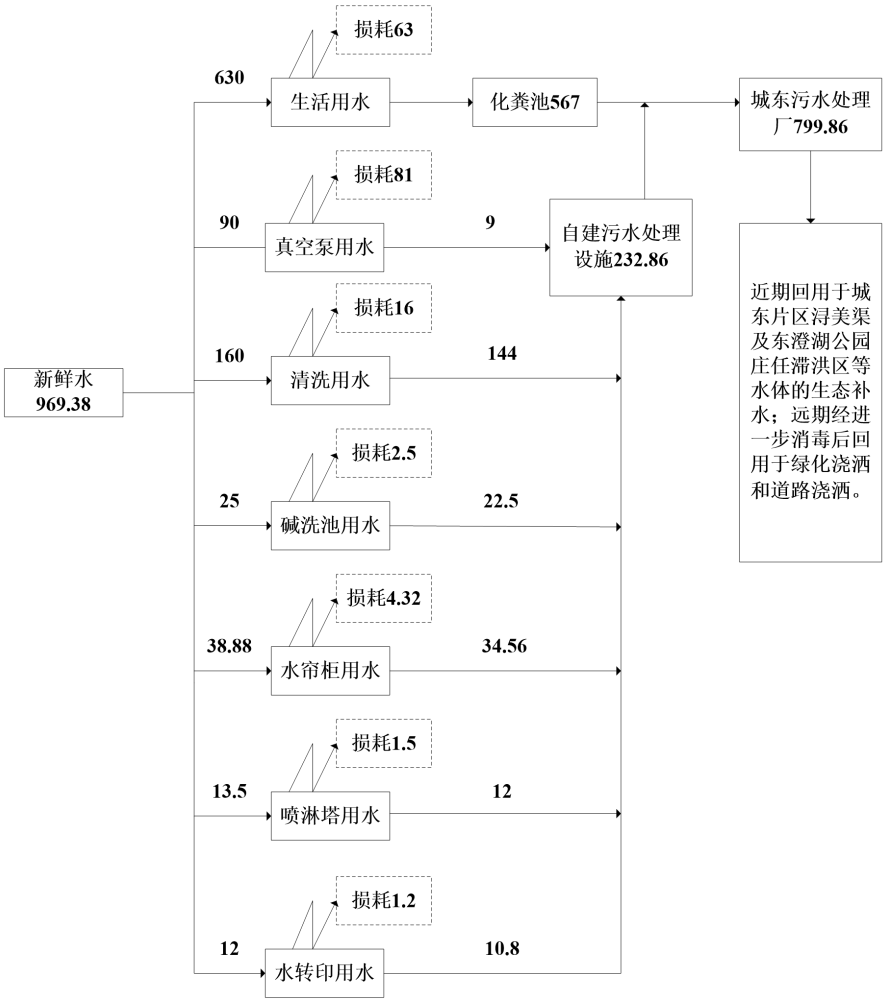 损耗63
630
生活用水
化粪池567
城东污水处理
厂799.86
损耗81
90
真空泵用水
9
自建污水处理
设施232.86
损耗16
160
清洗用水
144
新鲜水
969.38
近期回用于城
东片区浔美渠
及东澄湖公园
庄任滞洪区等
水体的生态补
水；远期经进
一步消毒后回
用于绿化浇洒
和道路浇洒。
损耗2.5
25
碱洗池用水
22.5
损耗4.32
38.88
水帘柜用水
34.56
损耗1.5
13.5
喷淋塔用水
12
损耗1.2
12
水转印用水
10.8